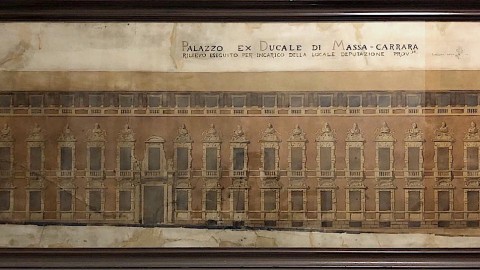 PALAZZO EX DUCALE DI MASSA-CARRARA
RILIEVO ESEGUITO PER INCARICO DELLA LOCALE DEPUTAZIONE PROV.LE